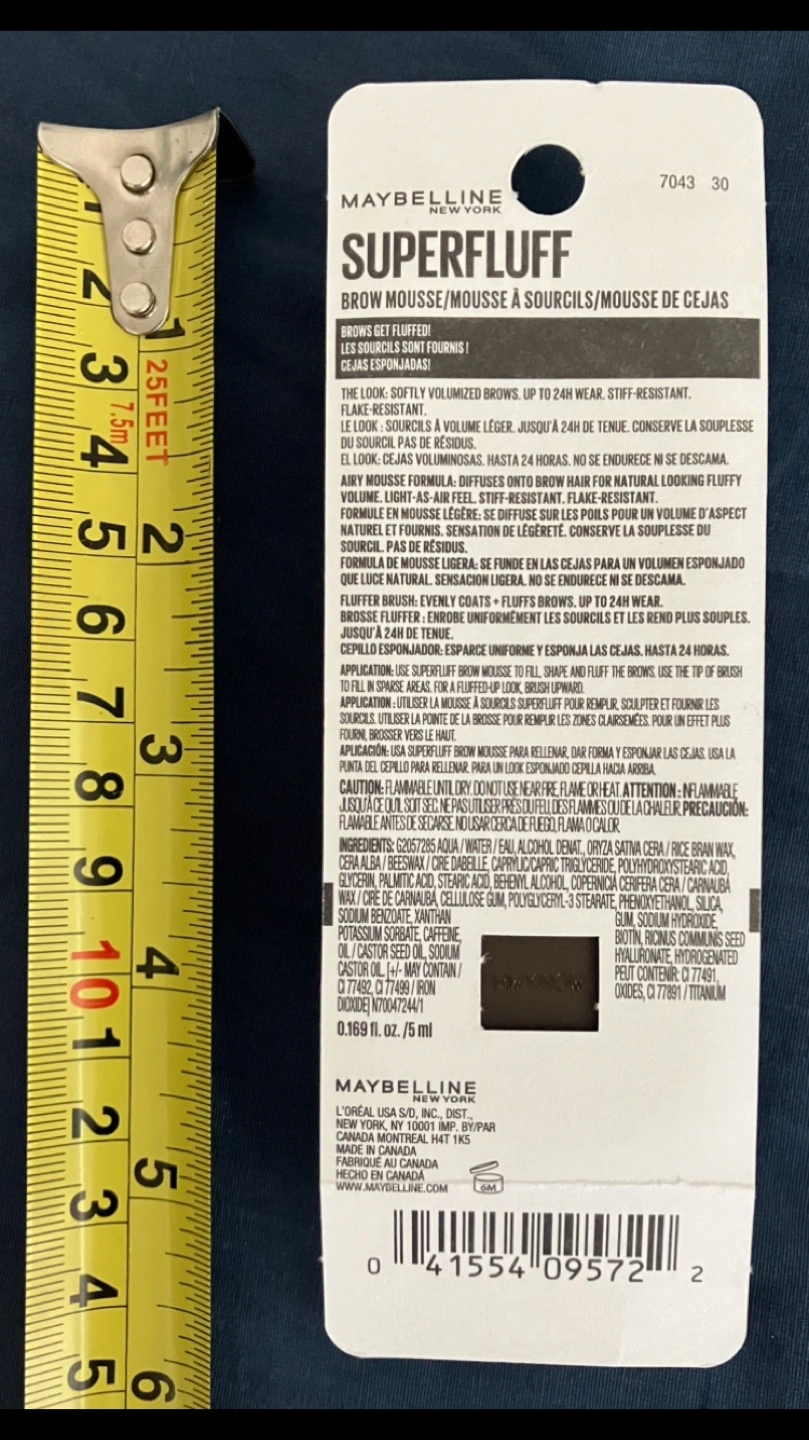 1
2
3
4
5
6
7
8
9
10
1
2
3
4
5
1
25FEET
7.5m
2
3
4
5
6
7043 30
MAYBELLINE
NEW YORK
SUPERFLUFF
BROW MOUSSE/MOUSSE À SOURCILS/MOUSSE DE CEJAS
BROWS GET FLUFFED!
LES SOURCILS SONT FOURNIS !
CEJAS ESPONJADAS!
THE LOOK: SOFTLY VOLUMIZED BROWS. UP TO 24H WEAR. STIFF-RESISTANT.
FLAKE-RESISTANT.
LE LOOK : SOURCILS À VOLUME LÉGER. JUSQU'À 24H DE TENUE. CONSERVE LA SOUPLESSE
DU SOURCIL PAS DE RÉSIDUS.
EL LOOK: CEJAS VOLUMINOSAS. HASTA 24 HORAS. NO SE ENDURECE NI SE DESCAMA.
AIRY MOUSSE FORMULA: DIFFUSES ONTO BROW HAIR FOR NATURAL LOOKING FLUFFY
VOLUME. LIGHT-AS-AIR FEEL. STIFF-RESISTANT. FLAKE-RESISTANT.
FORMULE EN MOUSSE LÉGÈRE: SE DIFFUSE SUR LES POILS POUR UN VOLUME D'ASPECT
NATUREL ET FOURNIS. SENSATION DE LÉGÈRETÉ. CONSERVE LA SOUPLESSE DU
SOURCIL. PAS DE RÉSIDUS.
FORMULA DE MOUSSE LIGERA: SE FUNDE EN LAS CEJAS PARA UN VOLUMEN ESPONJADO
QUE LUCE NATURAL. SENSACION LIGERA. NO SE ENDURECE NI SE DESCAMA.
FLUFFER BRUSH: EVENLY COATS + FLUFFS BROWS. UP TO 24H WEAR.
BROSSE FLUFFER : ENROBE UNIFORMÉMENT LES SOURCILS ET LES REND PLUS SOUPLES.
JUSQU'À 24H DE TENUE.
CEPILLO ESPONJADOR: ESPARCE UNIFORME Y ESPONJA LAS CEJAS. HASTA 24 HORAS.
APPLICATION: USE SUPERFLUFF BROW MOUSSE TO FILL, SHAPE AND FLUFF THE BROWS. USE THE TIP OF BRUSH
TO FILL IN SPARSE AREAS. FOR A FLUFFED-UP LOOK, BRUSH UPWARD.
APPLICATION : UTILISER LA MOUSSE À SOURCILS SUPERFLUFF POUR REMPLIR, SCULPTER ET FOURNIR LES
SOURCILS. UTILISER LA POINTE DE LA BROSSE POUR REMPLIR LES ZONES CLAIRSEMÉES. POUR UN EFFET PLUS
FOURNI, BROSSER VERS LE HAUT.
APLICACIÓN: USA SUPERFLUFF BROW MOUSSE PARA RELLENAR, DAR FORMA Y ESPONJAR LAS CEJAS. USA LA
PUNTA DEL CEPILLO PARA RELLENAR. PARA UN LOOK ESPONJADO CEPILLA HACIA ARRIBA.
CAUTION: FLAMMABLE UNTIL DRY. DO NOT USE NEAR FIRE, FLAME OR HEAT. ATTENTION : INFLAMMABLE
JUSQU'À CE QU'IL SOIT SEC. NE PAS UTILISER PRÈS DU FEU, DES FLAMMES OU DE LA CHALEUR. PRECAUCIÓN:
FLAMABLE ANTES DE SECARSE. NO USAR CERCA DE FUEGO, FLAMA O CALOR.
INGREDIENTS: G2057285 AQUA / WATER / EAU, ALCOHOL DENAT., ORYZA SATIVA CERA / RICE BRAN WAX,
CERA ALBA / BEESWAX / CIRE DABEILLE, CAPRYLIC/CAPRIC TRIGLYCERIDE, POLYHYDROXYSTEARIC ACID,
GLYCERIN, PALMITIC ACID, STEARIC ACID, BEHENYL ALCOHOL, COPERNICIA CERIFERA CERA / CARNAUBA
WAX / CIRE DE CARNAUBA, CELLULOSE GUM, POLYGLYCERYL-3 STEARATE, PHENOXYETHANOL, SILICA,
SODIUM BENZOATE, XANTHAN GUM, SODIUM HYDROXIDE,
POTASSIUM SORBATE, CAFFEINE, BIOTIN, RICINUS COMMUNIS SEED
OIL / CASTOR SEED OIL, SODIUM HYALURONATE, HYDROGENATED
CASTOR OIL. [+/- MAY CONTAIN / PEUT CONTENIR: CI 77491,
CI 77492, CI 77499 / IRON OXIDES, CI 77891 / TITANIUM
DIOXIDE] N70047244/1
0.169 fl. oz. /5 ml
MAYBELLINE
NEW YORK
L'ORÉAL USA S/D, INC., DIST.,
NEW YORK, NY 10001 IMP. BY/PAR
CANADA MONTREAL H4T 1K5
MADE IN CANADA
FABRIQUÉ AU CANADA
HECHO EN CANADÁ
WWW.MAYBELLINE.COM
6M
0 41554 09572 2